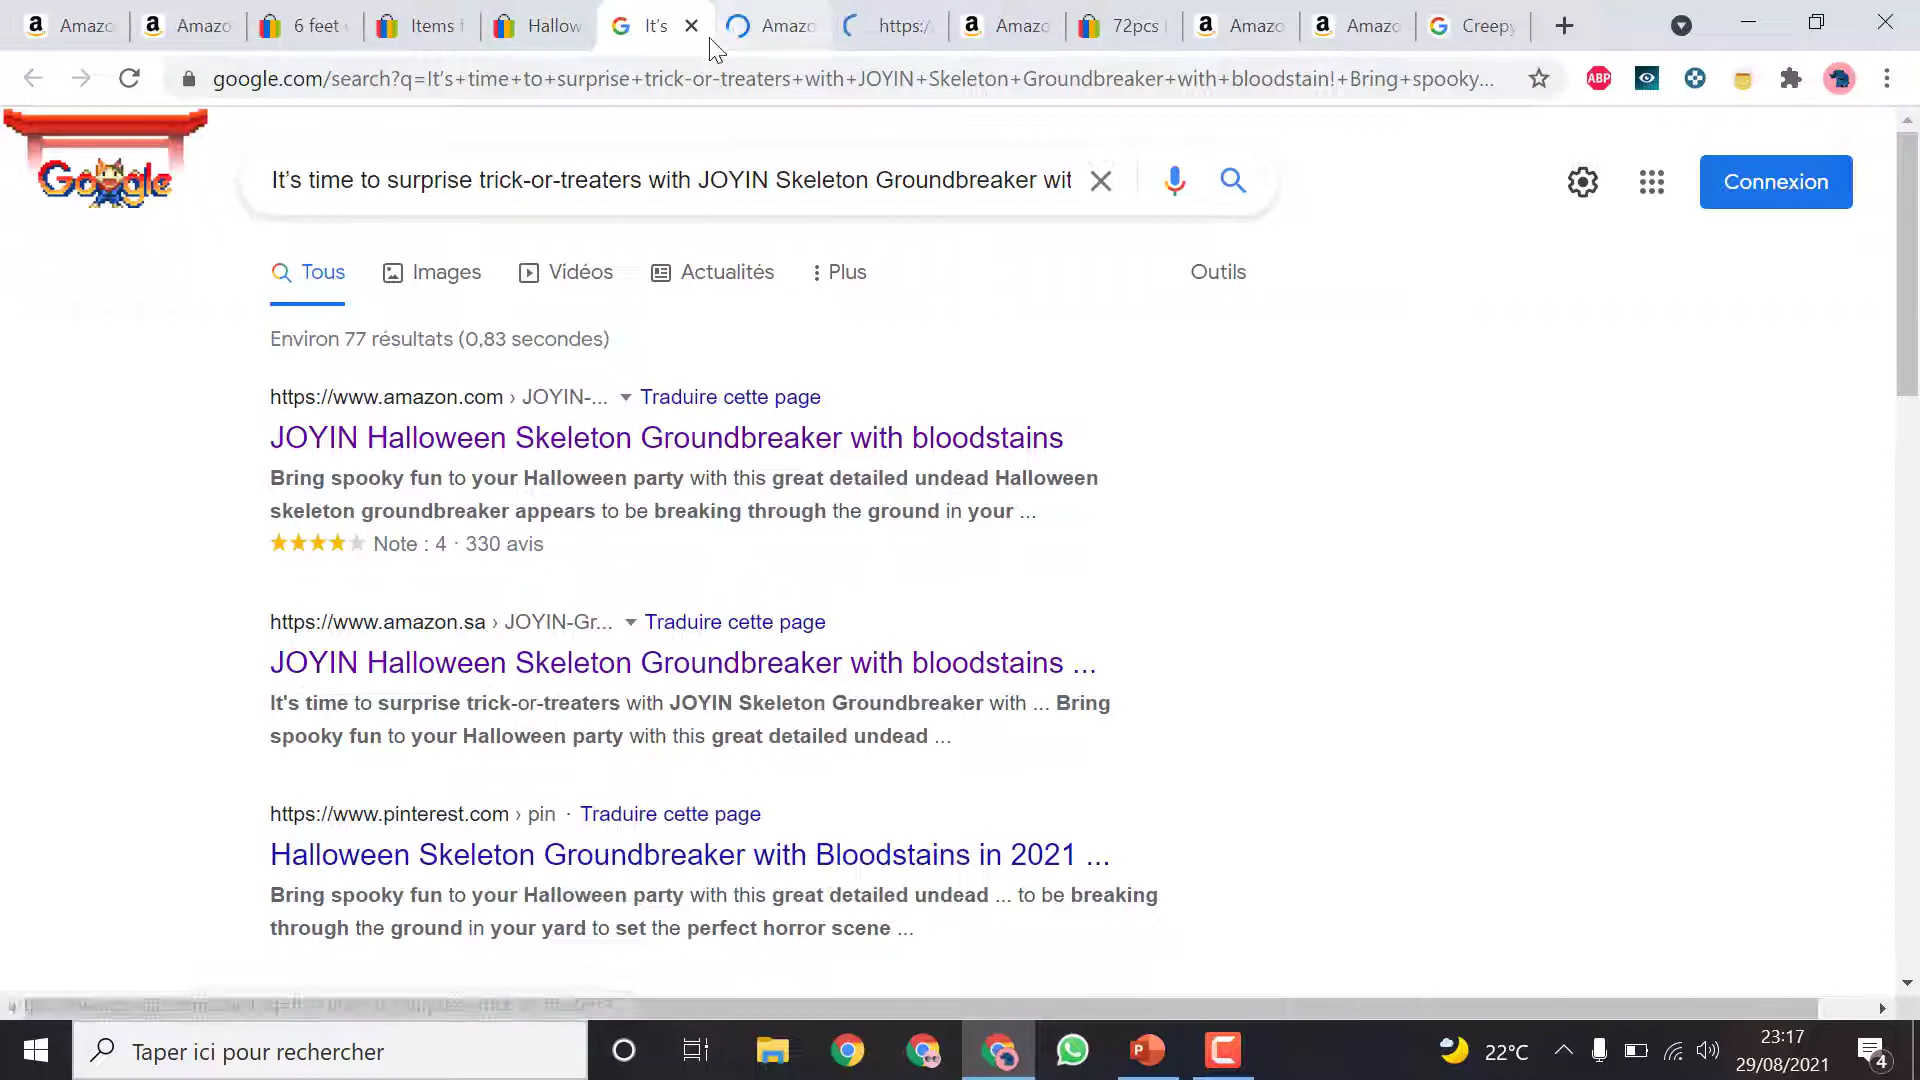 Amazo
Amazo
6 feet
Items
Hallow
It's
Amazo
https:/
Amazo
72pcs
Amazo
Amazo
Creepy
google.com/search?q=It's+time+to+surprise+trick-or-treaters+with+JOYIN+Skeleton+Groundbreaker+with+bloodstain!+Bring+spooky...
ABP
Google
It's time to surprise trick-or-treaters with JOYIN Skeleton Groundbreaker wit
Connexion
Tous
Images
Vidéos
Actualités
Plus
Outils
Environ 77 résultats (0,83 secondes)
https://www.amazon.com › JOYIN-... Traduire cette page
JOYIN Halloween Skeleton Groundbreaker with bloodstains
Bring spooky fun to your Halloween party with this great detailed undead Halloween
skeleton groundbreaker appears to be breaking through the ground in your ...
Note : 4 · 330 avis
https://www.amazon.sa › JOYIN-Gr... Traduire cette page
JOYIN Halloween Skeleton Groundbreaker with bloodstains ...
It's time to surprise trick-or-treaters with JOYIN Skeleton Groundbreaker with ... Bring
spooky fun to your Halloween party with this great detailed undead ...
https://www.pinterest.com › pin · Traduire cette page
Halloween Skeleton Groundbreaker with Bloodstains in 2021 ...
Bring spooky fun to your Halloween party with this great detailed undead ... to be breaking
through the ground in your yard to set the perfect horror scene ...
Taper ici pour rechercher
22°C
23:17
29/08/2021
4